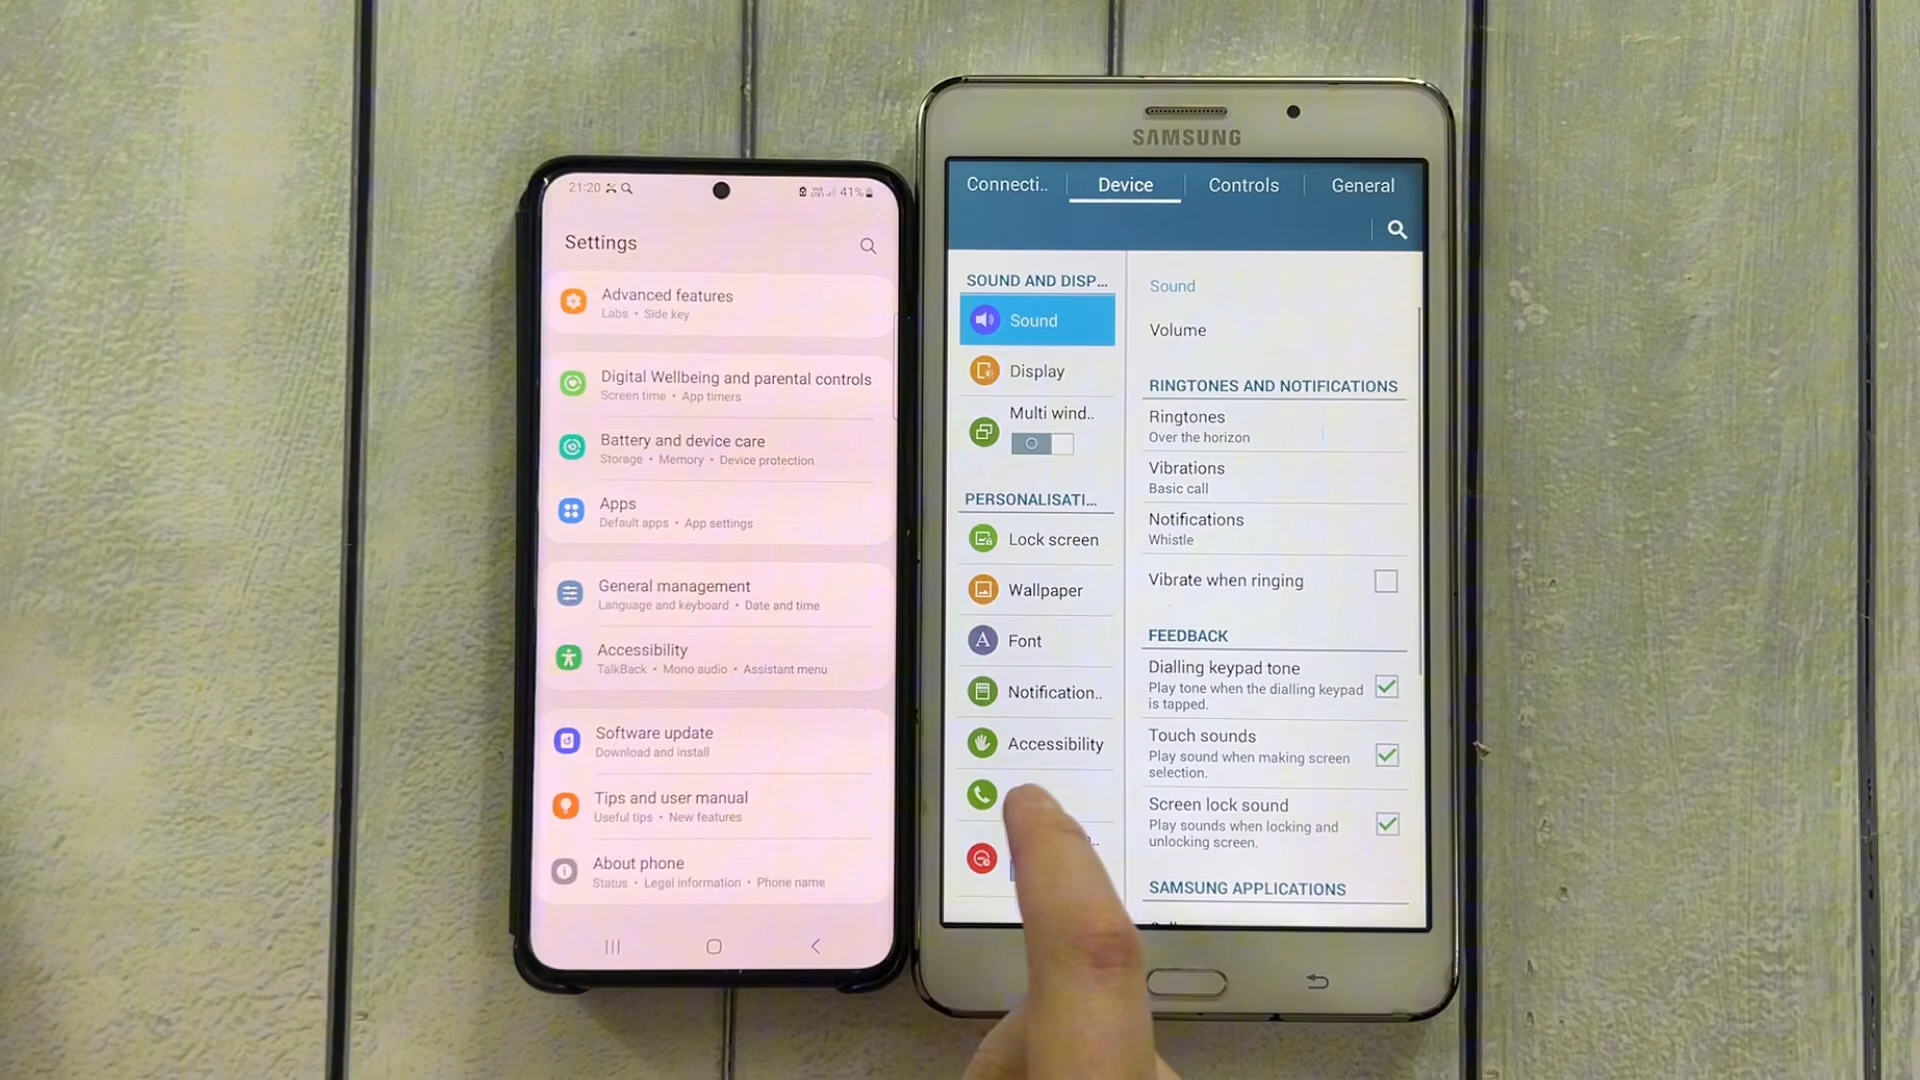 21:20
41%
Settings
Advanced features
Labs • Side key
Digital Wellbeing and parental controls
Screen time • App timers
Battery and device care
Storage • Memory • Device protection
Apps
Default apps • App settings
General management
Language and keyboard • Date and time
Accessibility
TalkBack • Mono audio • Assistant menu
Software update
Download and install
Tips and user manual
Useful tips • New features
About phone
Status • Legal information • Phone name
SAMSUNG
Connecti..
Device
Controls
General
SOUND AND DISP...
Sound
Display
Multi wind..
PERSONALISATI...
Lock screen
Wallpaper
A
Font
Notification..
Accessibility
Sound
Volume
RINGTONES AND NOTIFICATIONS
Ringtones
Over the horizon
Vibrations
Basic call
Notifications
Whistle
Vibrate when ringing
FEEDBACK
Dialling keypad tone
Play tone when the dialling keypad
is tapped.
Touch sounds
Play sound when making screen
selection.
Screen lock sound
Play sounds when locking and
unlocking screen.
SAMSUNG APPLICATIONS